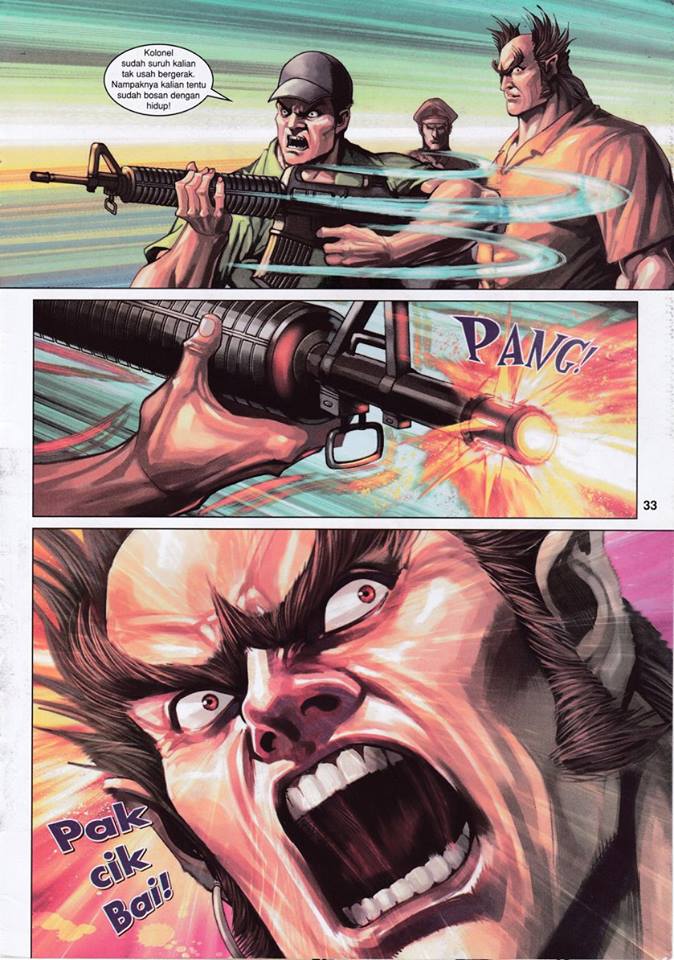 Kolonel
sudah suruh kalian
tak usah bergerak.
Nampaknya kalian tentu
sudah bosan dengan
hidup!
PANG!
33
Pak
cik
Bai!